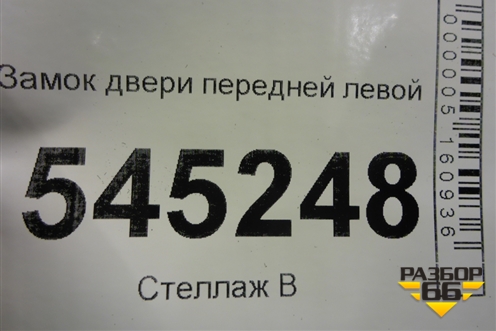 Замок двери передней левой
545248
Стеллаж В
000005160936
РАЗБОР
66